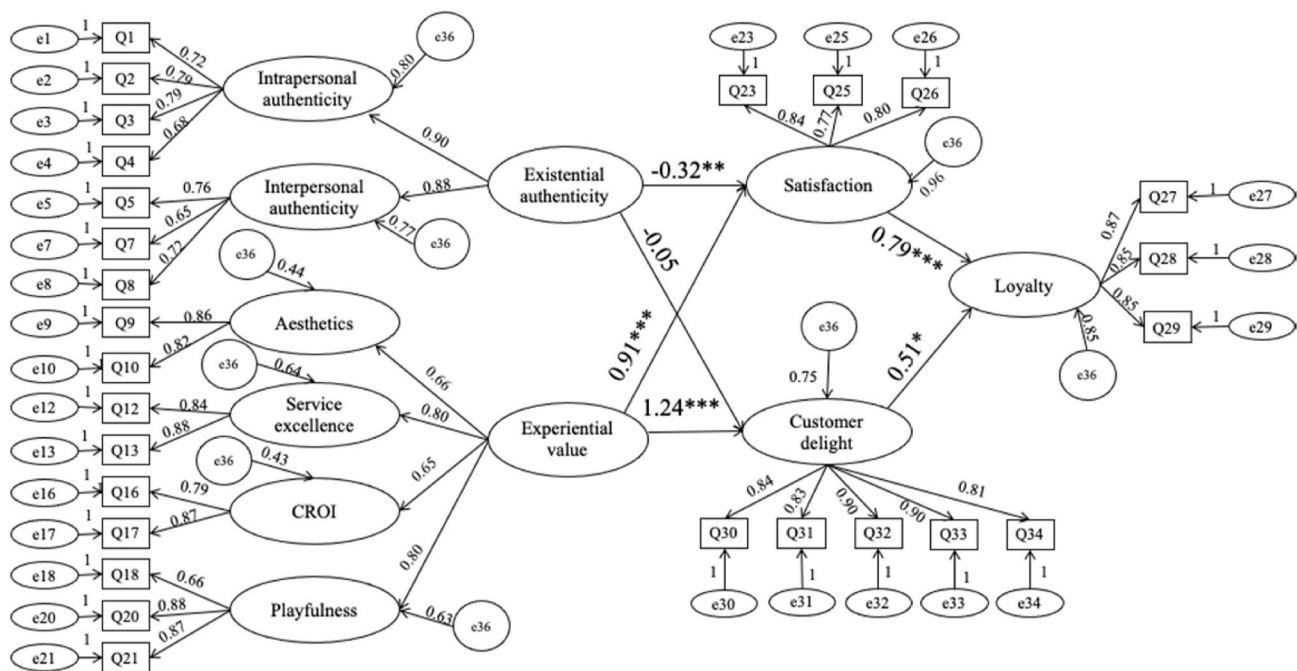 e1 1 Q1
0.72
e2 1 Q2
0.79
e3 1 Q3
0.79
e4 1 Q4
0.68
Intrapersonal
authenticity
0.80
e36
0.90
e5 1 Q5
0.76
e7 1 Q7
0.65
e8 1 Q8
0.72
Interpersonal
authenticity
0.77
e36
0.88
Existential
authenticity
e36
0.44
e9 1 Q9
0.86
e10 1 Q10
0.82
Aesthetics
0.66
e36
0.64
e12 1 Q12
0.84
e13 1 Q13
0.88
Service
excellence
0.80
e36
0.43
e16 1 Q16
0.79
e17 1 Q17
0.87
CROI
0.65
e18 1 Q18
0.66
e20 1 Q20
0.88
e21 1 Q21
0.87
Playfulness
0.63
e36
0.80
Experiential
value
-0.32**
-0.05
0.91***
1.24***
e23
e25
e26
1
1
1
Q23
Q25
Q26
0.84
0.77
0.80
Satisfaction
0.96
e36
0.79***
e36
0.75
Customer
delight
0.51*
Loyalty
0.85
e36
0.87
Q27 1 e27
0.85
Q28 1 e28
0.85
Q29 1 e29
0.84
0.83
0.90
0.90
0.81
Q30
Q31
Q32
Q33
Q34
1
1
1
1
1
e30
e31
e32
e33
e34